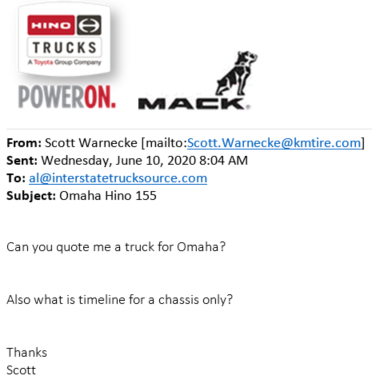 HINO
TRUCKS
A Toyota Group Company
POWERON.
MACK
From: Scott Warnecke [mailto:Scott.Warnecke@kmtire.com]
Sent: Wednesday, June 10, 2020 8:04 AM
To: al@interstatetrucksource.com
Subject: Omaha Hino 155
Can you quote me a truck for Omaha?
Also what is timeline for a chassis only?
Thanks
Scott